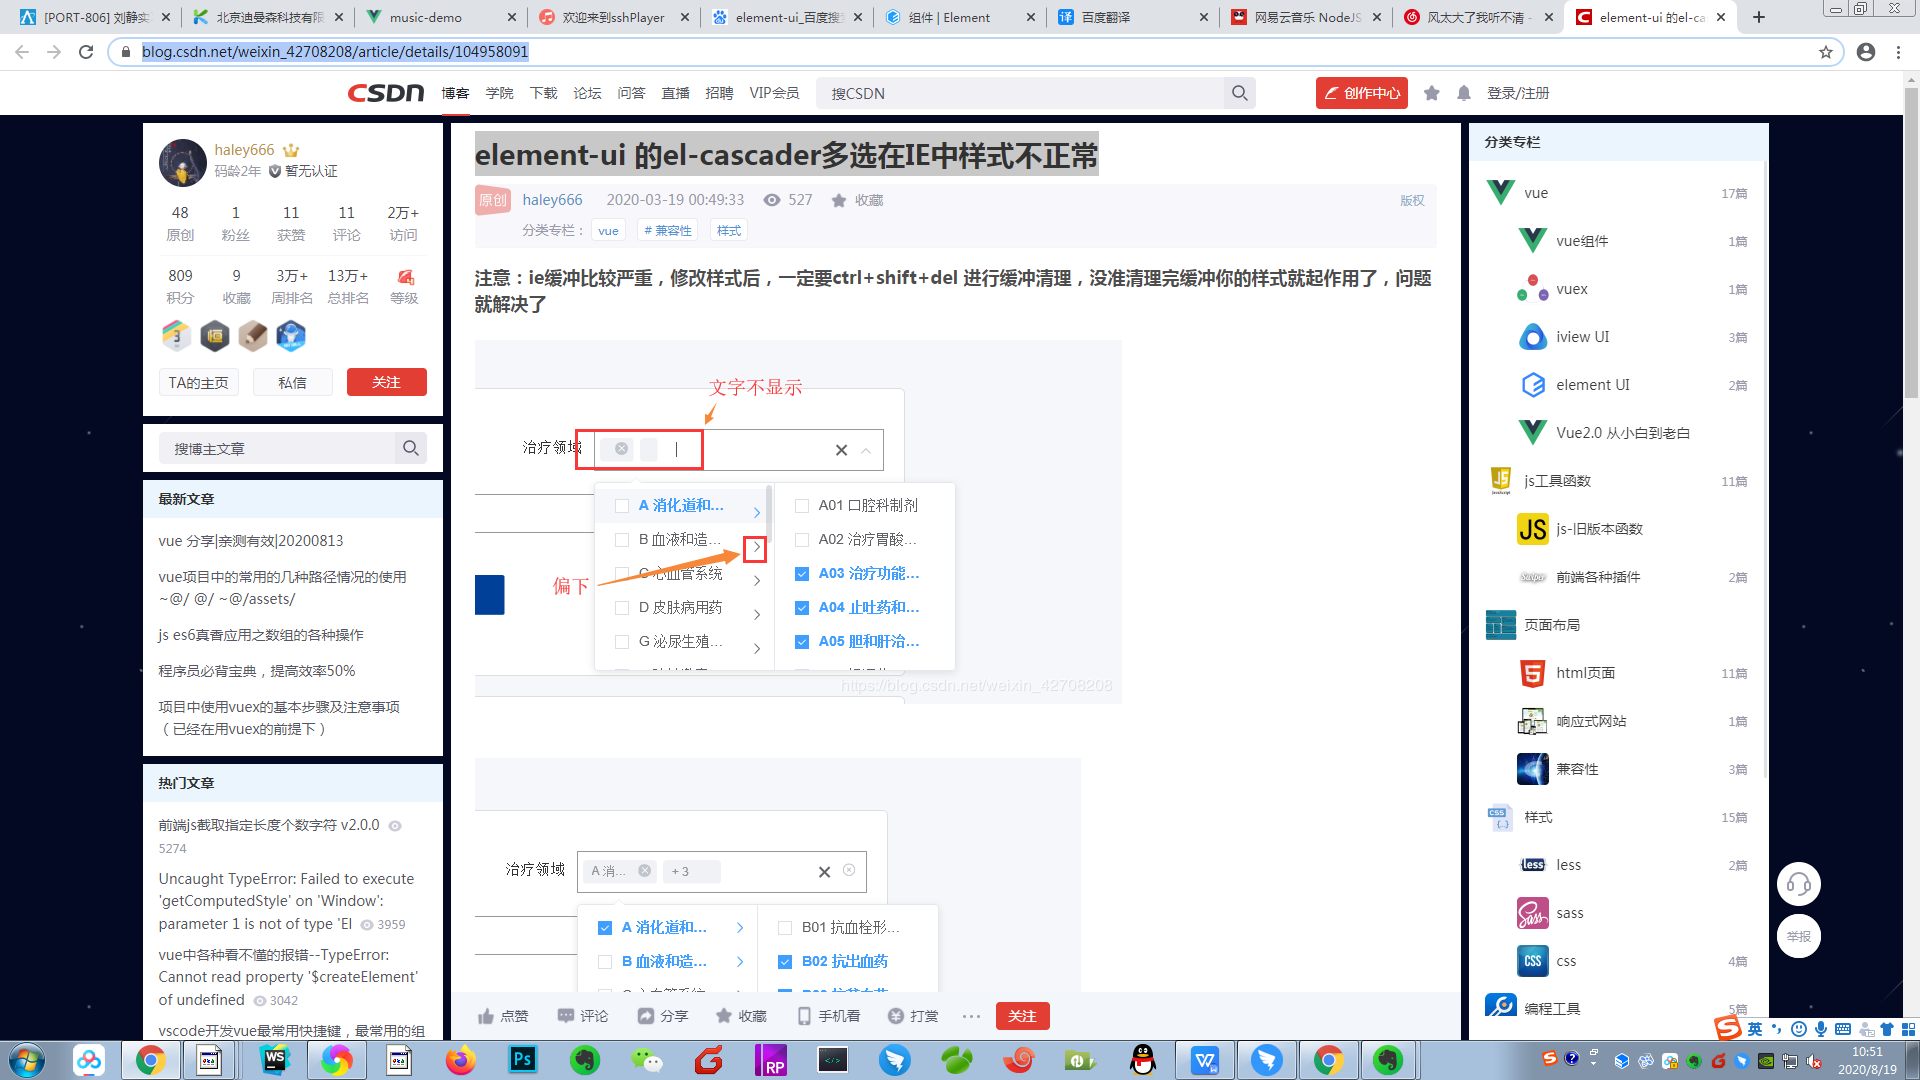 [PORT-806] 刘静实
北京迪曼森科技有限
music-demo
欢迎来到sshPlayer
element-ui_百度搜
组件 | Element
百度翻译
网易云音乐 NodeJS
风太大了我听不清 -
element-ui 的el-ca
blog.csdn.net/weixin_42708208/article/details/104958091
CSDN 博客 学院 下载 论坛 问答 直播 招聘 VIP会员 搜CSDN 创作中心 登录/注册
haley666
码龄2年 暂无认证
48 1 11 11 2万+
原创 粉丝 获赞 评论 访问
809 9 3万+ 13万+
积分 收藏 周排名 总排名 等级
TA的主页 私信 关注
搜博主文章
最新文章
vue 分享|亲测有效|20200813
vue项目中的常用的几种路径情况的使用
~@/ @/ ~@/assets/
js es6真香应用之数组的各种操作
程序员必背宝典，提高效率50%
项目中使用vuex的基本步骤及注意事项
（已经在用vuex的前提下）
热门文章
前端js截取指定长度个数字符 v2.0.0
5274
Uncaught TypeError: Failed to execute
'getComputedStyle' on 'Window':
parameter 1 is not of type 'El 3959
vue中各种看不懂的报错--TypeError:
Cannot read property '$createElement'
of undefined 3042
vscode开发vue最常用快捷键，最常用的组
element-ui 的el-cascader多选在IE中样式不正常
原创 haley666 2020-03-19 00:49:33 527 收藏 版权
分类专栏： vue # 兼容性 样式
注意：ie缓冲比较严重，修改样式后，一定要ctrl+shift+del 进行缓冲清理，没准清理完缓冲你的样式就起作用了，问题
就解决了
文字不显示
治疗领域
A 消化道和... A01 口腔科制剂
B 血液和造... A02 治疗胃酸...
C 心血管系统 A03 治疗功能...
偏下
D 皮肤病用药 A04 止吐药和...
G 泌尿生殖... A05 胆和肝治...
https://blog.csdn.net/weixin_42708208
治疗领域 A 消... + 3
A 消化道和... B01 抗血栓形...
B 血液和造... B02 抗出血药
点赞 评论 分享 收藏 手机看 打赏 ··· 关注
分类专栏
vue 17篇
vue组件 1篇
vuex 1篇
iview UI 3篇
element UI 2篇
Vue2.0 从小白到老白
js工具函数 11篇
JS js-旧版本函数
前端各种插件 2篇
页面布局
html页面 11篇
响应式网站 1篇
兼容性 3篇
样式 15篇
less less 2篇
Sass sass
CSS css 4篇
编程工具 5篇
举报
英
WS
Ps
RP
10:51
2020/8/19